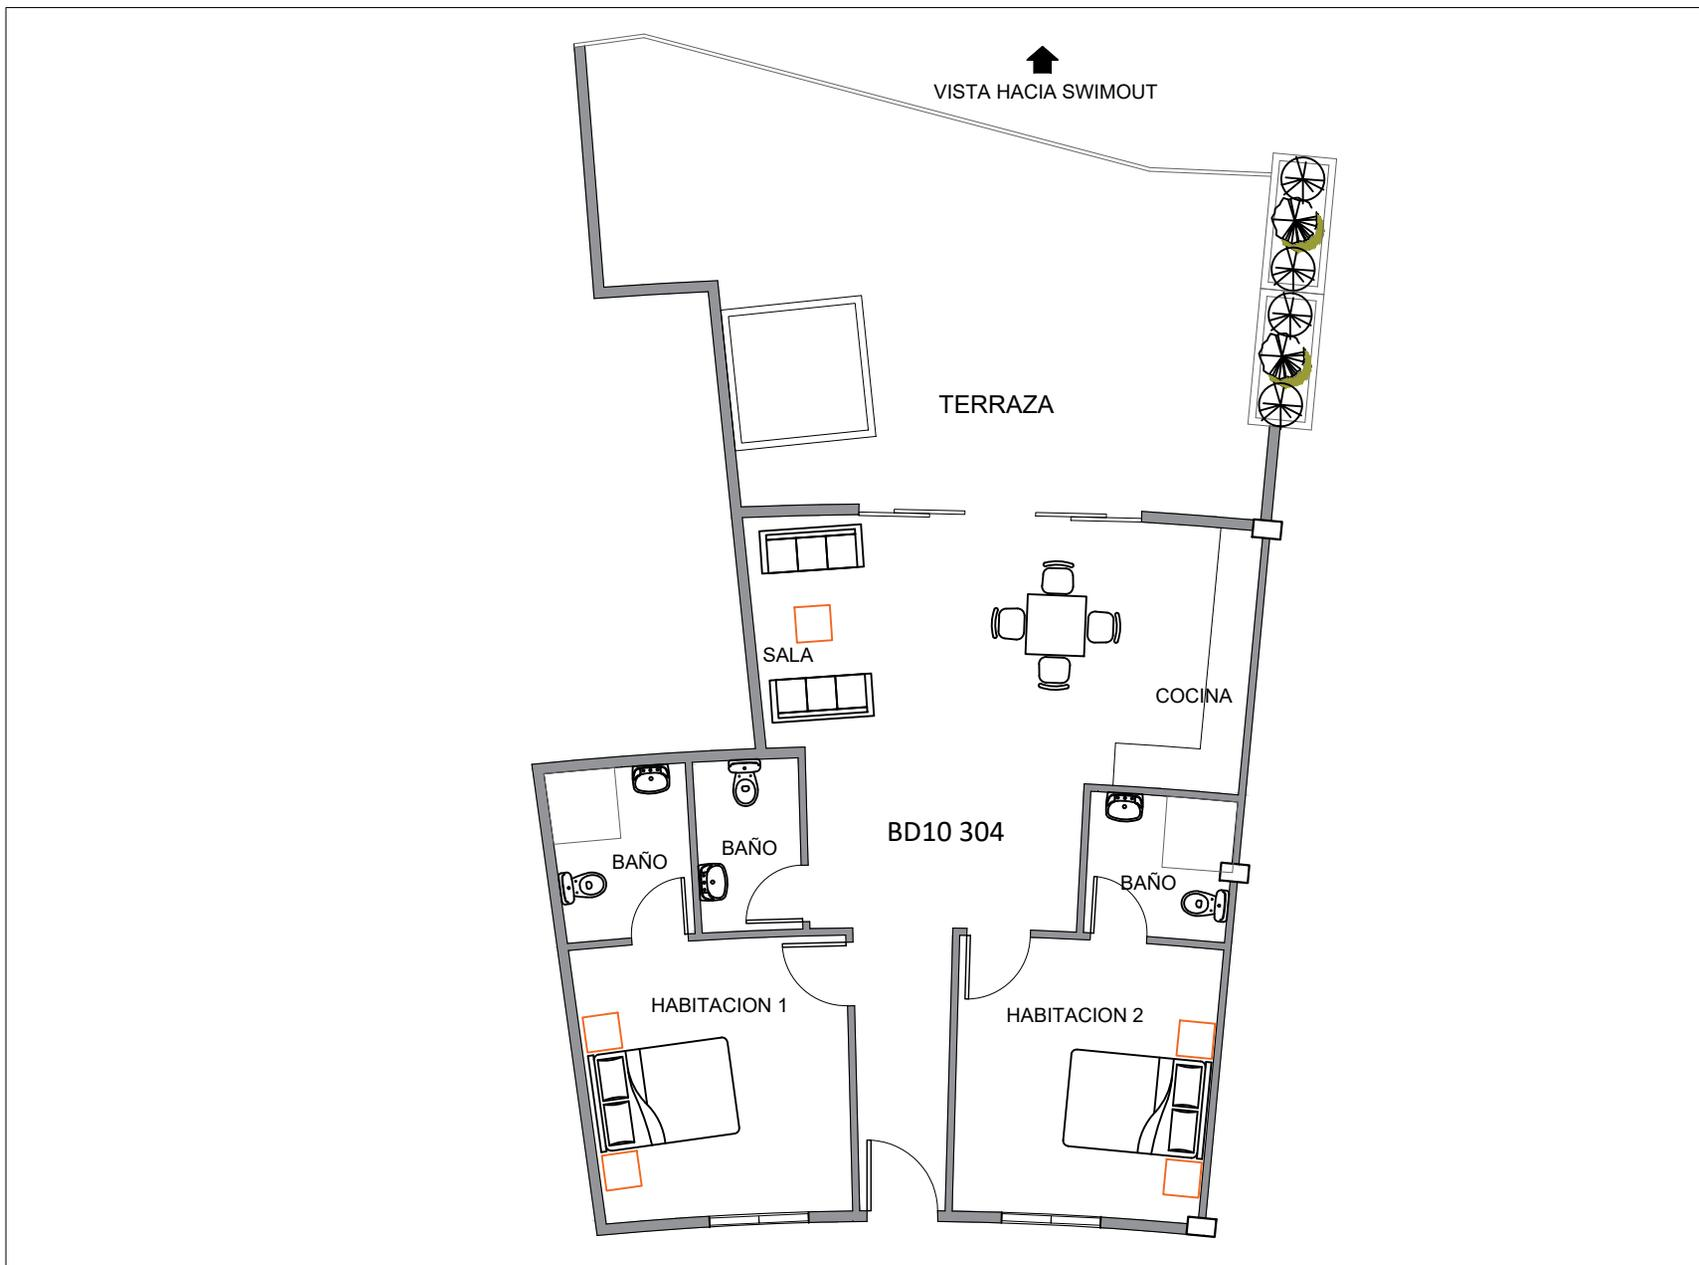 VISTA HACIA SWIMOUT
TERRAZA
SALA
COCINA
BD10 304
BAÑO
BAÑO
BAÑO
HABITACION 1
HABITACION 2